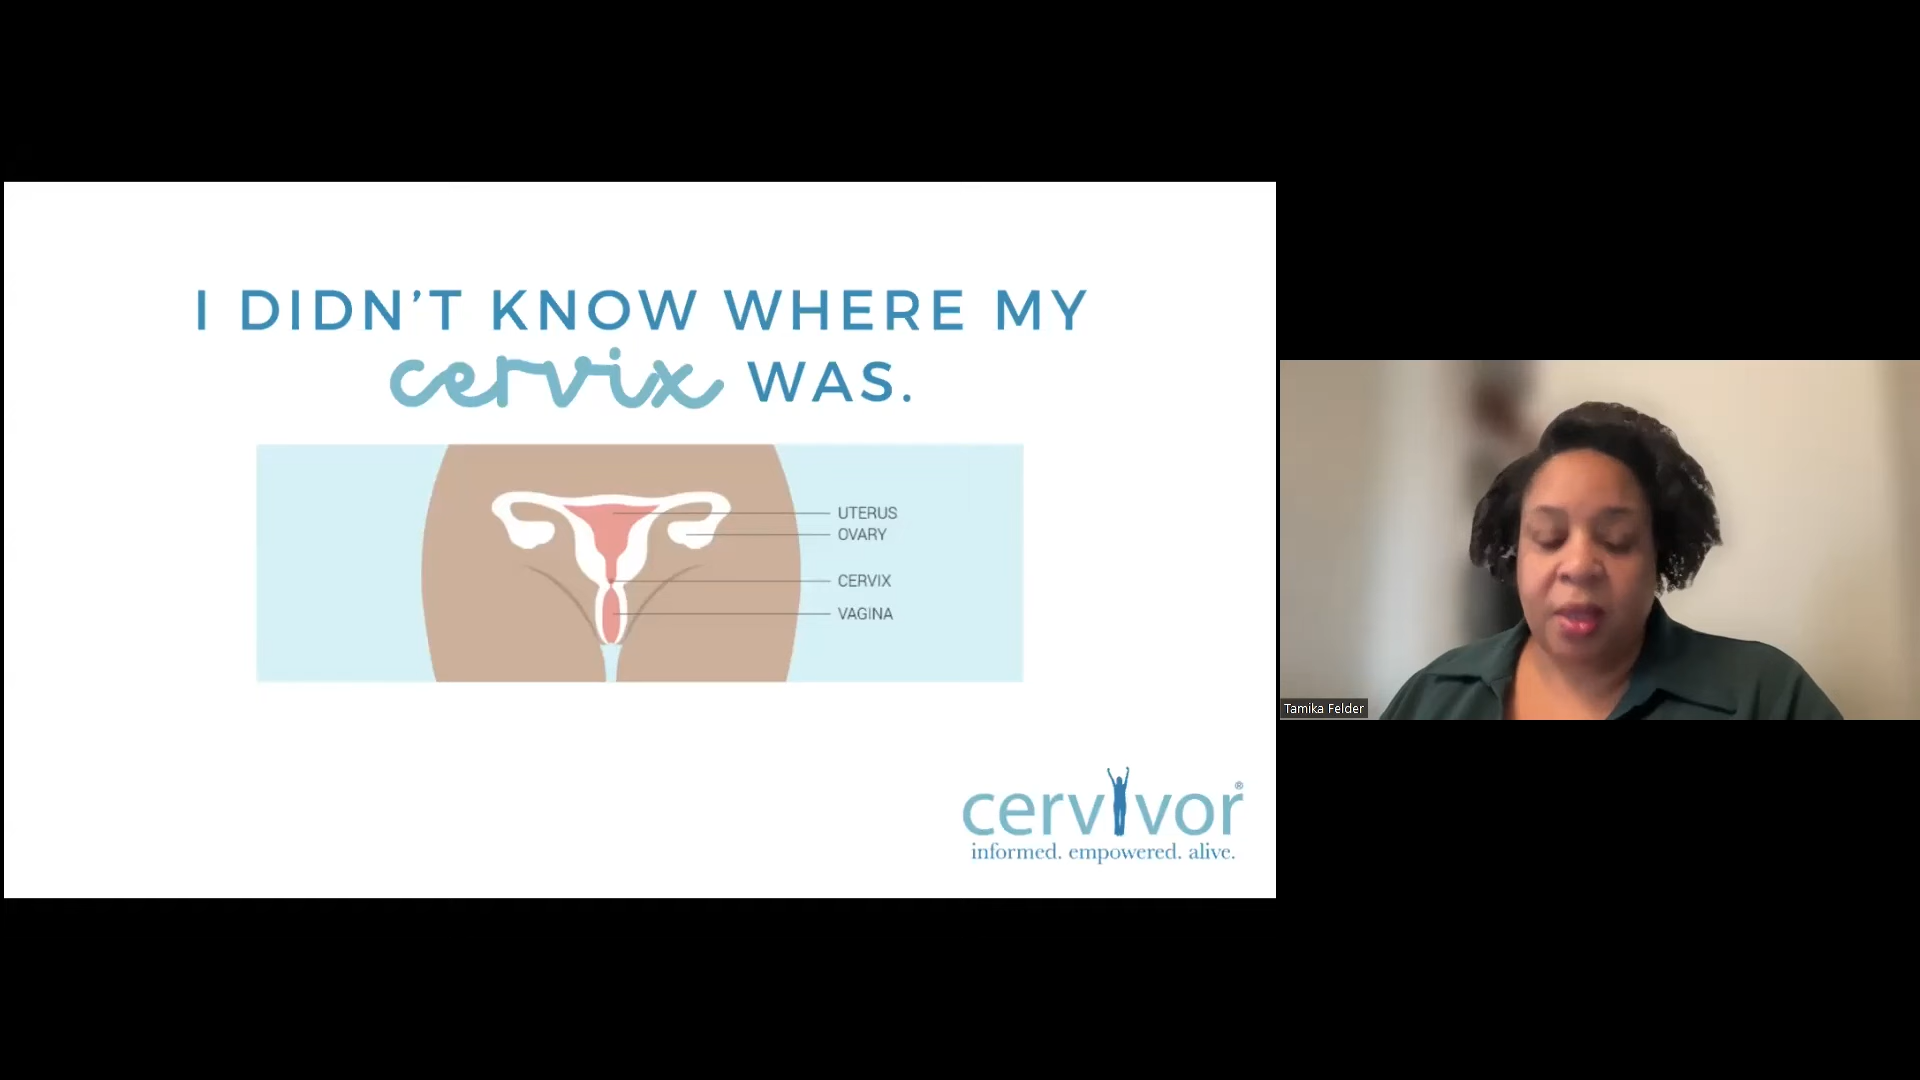 I DIDN’T KNOW WHERE MY
cervix WAS.
UTERUS
OVARY
CERVIX
VAGINA
cervivor®
informed. empowered. alive.
Tamika Felder